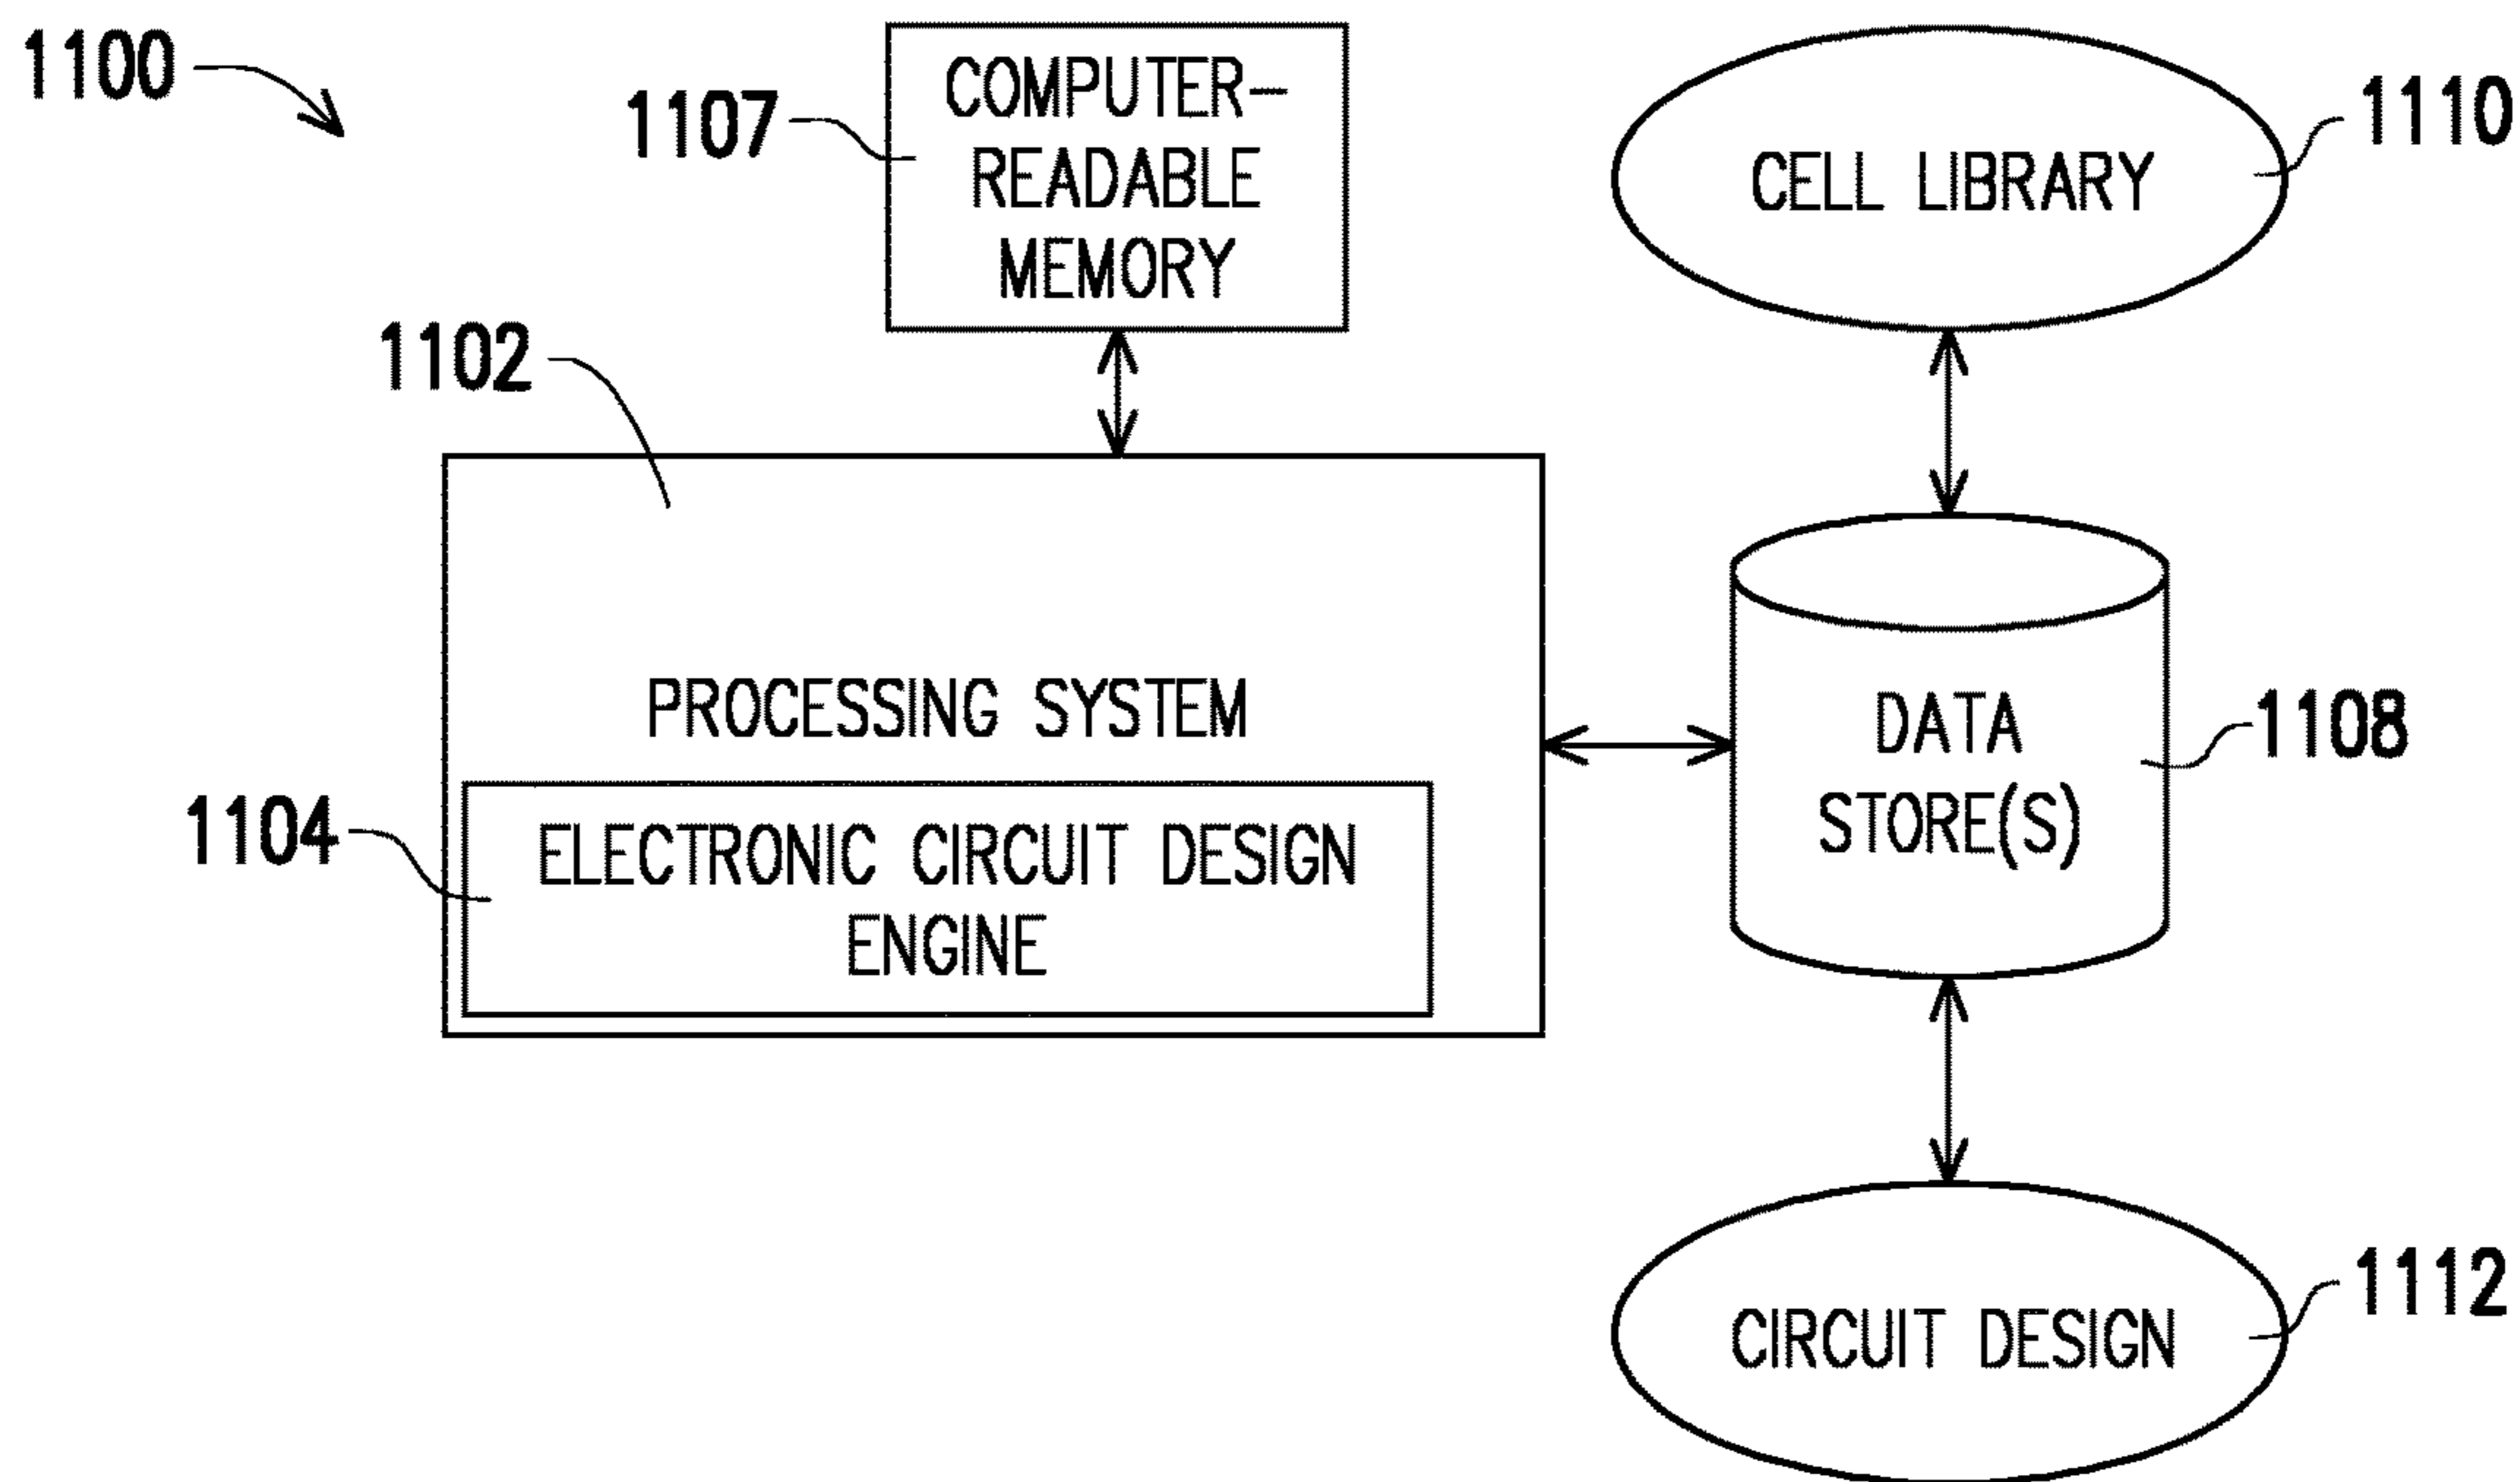 1100
1107
COMPUTER-
READABLE
MEMORY
CELL LIBRARY
1110
1102
PROCESSING SYSTEM
1104
ELECTRONIC CIRCUIT DESIGN
ENGINE
DATA
STORE(S)
1108
CIRCUIT DESIGN
1112